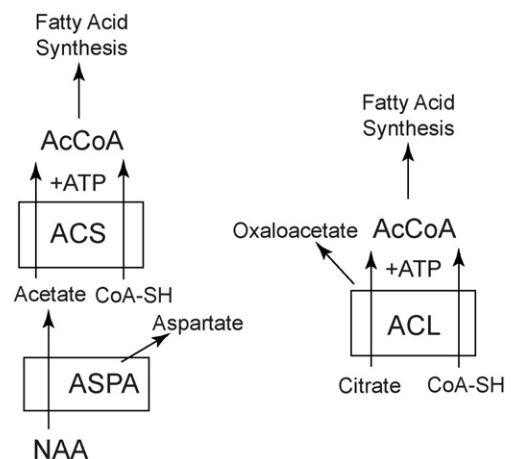 Fatty Acid
Synthesis
AcCoA
+ATP
ACS
Acetate CoA-SH
Aspartate
ASPA
NAA
Fatty Acid
Synthesis
Oxaloacetate AcCoA
+ATP
ACL
Citrate CoA-SH